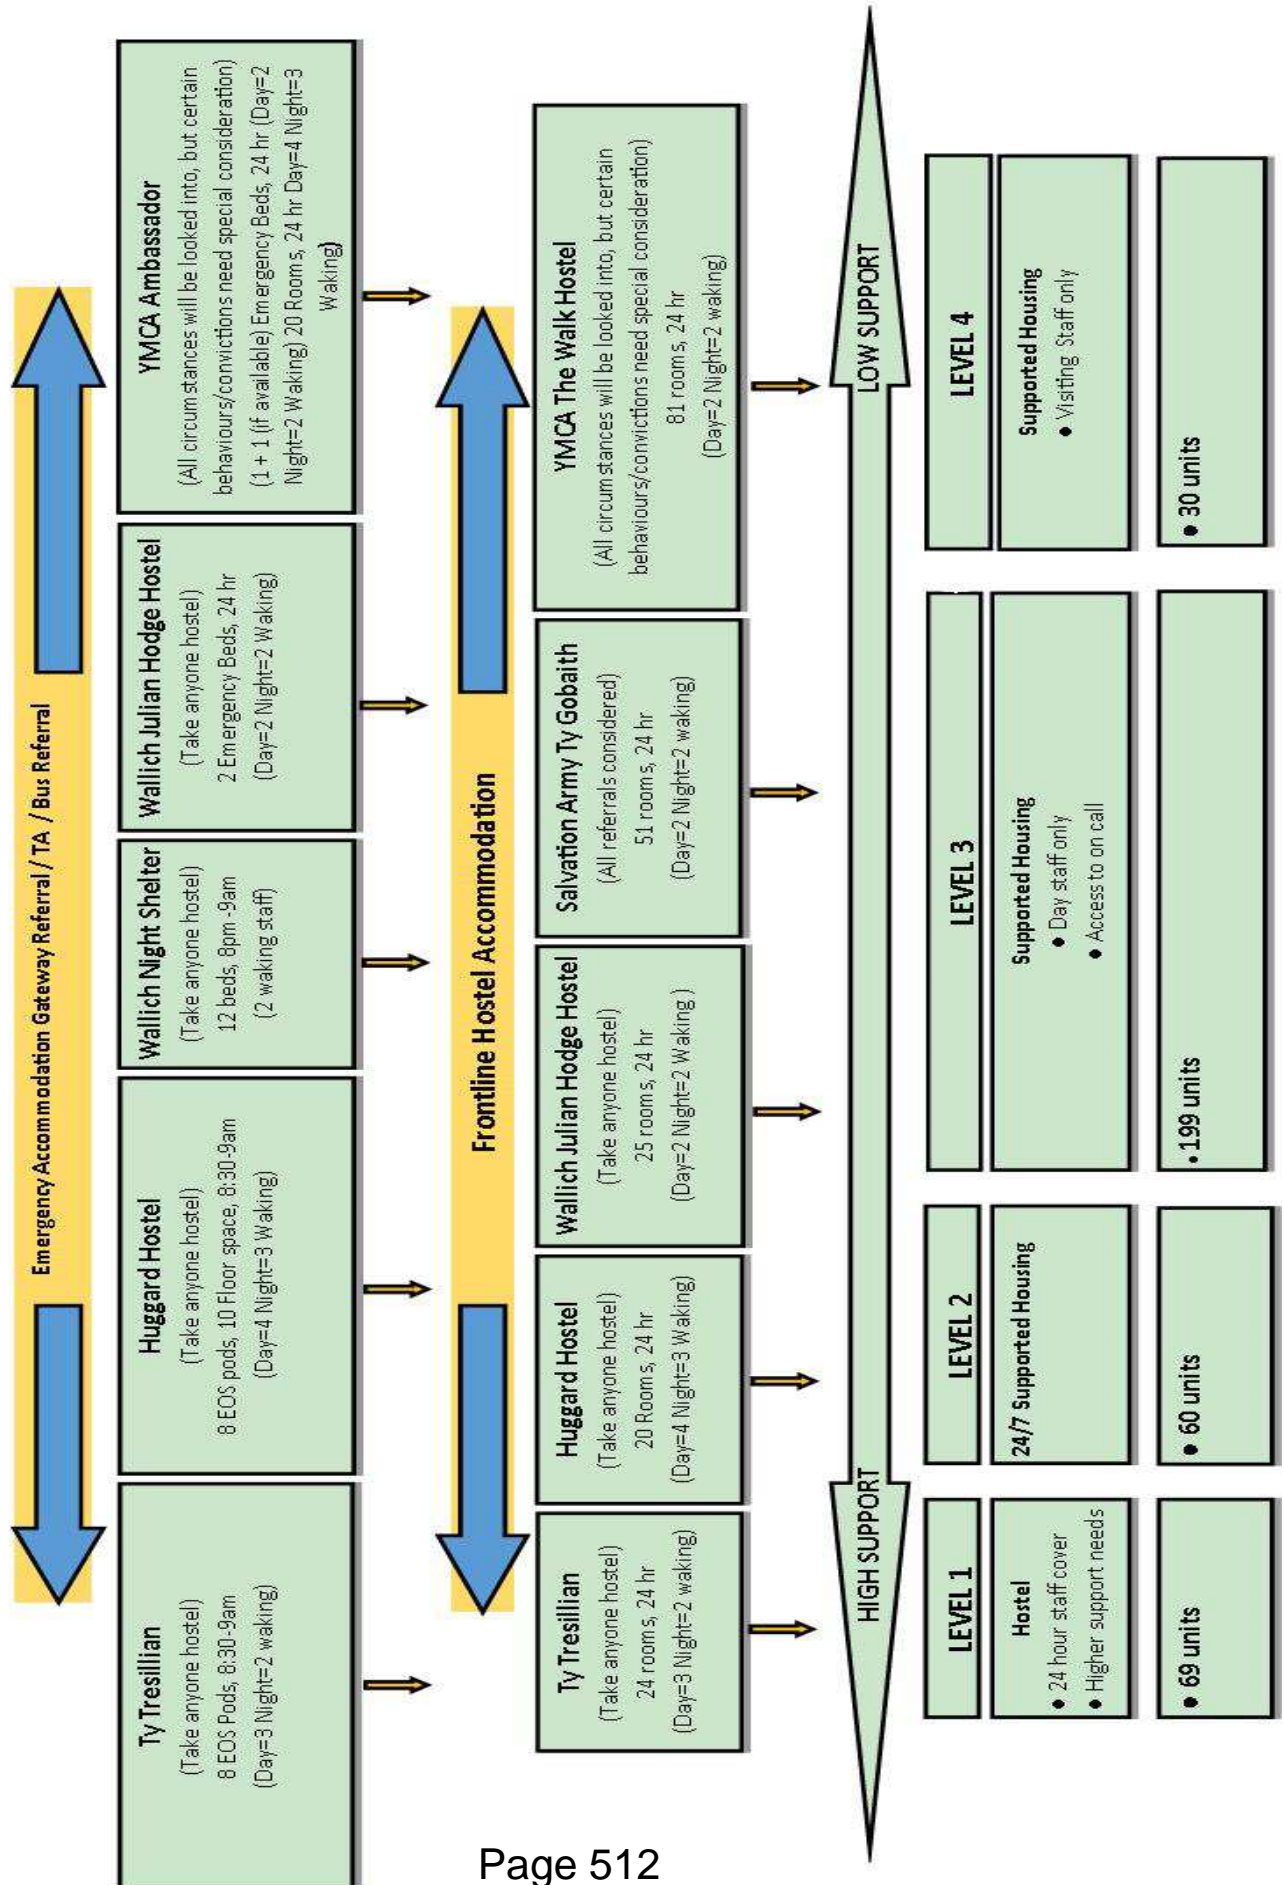 Emergency Accommodation Gateway Referral / TA / Bus Referral
Ty Tresillian
(Take anyone hostel)
8 EOS Pods, 8:30-9am
(Day=3 Night=2 waking)
Huggard Hostel
(Take anyone hostel)
8 EOS pods, 10 Floor space, 8:30-9am
(Day=4 Night=3 Waking)
Wallich Night Shelter
(Take anyone hostel)
12 beds, 8pm -9am
(2 waking staff)
Wallich Julian Hodge Hostel
(Take anyone hostel)
2 Emergency Beds, 24 hr
(Day=2 Night=2 Waking)
YMCA Ambassador
(All circumstances will be looked into, but certain
behaviours/convictions need special consideration)
(1 + 1 (if available) Emergency Beds, 24 hr (Day=2
Night=2 Waking) 20 Rooms, 24 hr Day=4 Night=3
Waking)
Frontline Hostel Accommodation
Ty Tresillian
(Take anyone hostel)
24 rooms, 24 hr
(Day=3 Night=2 waking)
Huggard Hostel
(Take anyone hostel)
20 Rooms, 24 hr
(Day=4 Night=3 Waking)
Wallich Julian Hodge Hostel
(Take anyone hostel)
25 rooms, 24 hr
(Day=2 Night=2 Waking )
Salvation Army Ty Gobaith
(All referrals considered)
51 rooms, 24 hr
(Day=2 Night=2 waking)
YMCA The Walk Hostel
(All circumstances will be looked into, but certain
behaviours/convictions need special consideration)
81 rooms, 24 hr
(Day=2 Night=2 waking)
HIGH SUPPORT
LOW SUPPORT
LEVEL 1
Hostel
• 24 hour staff cover
• Higher support needs
• 69 units
LEVEL 2
24/7 Supported Housing
• 60 units
LEVEL 3
Supported Housing
• Day staff only
• Access to on call
•199 units
LEVEL 4
Supported Housing
• Visiting Staff only
• 30 units
Page 512